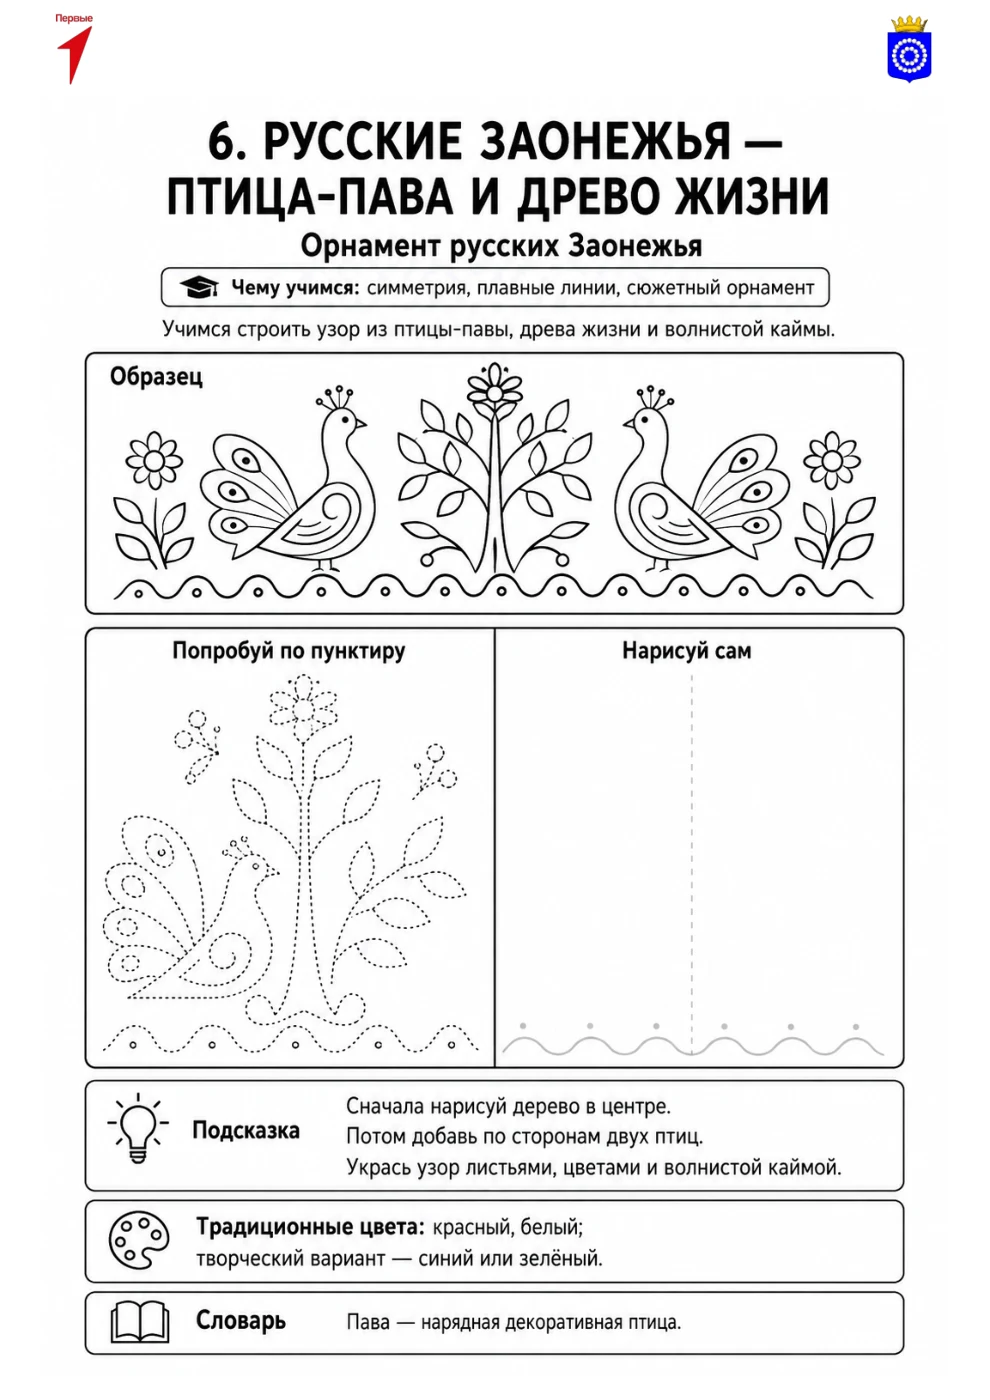 Первые
6. РУССКИЕ ЗАОНЕЖЬЯ —
ПТИЦА-ПАВА И ДРЕВО ЖИЗНИ
Орнамент русских Заонежья
Чему учимся: симметрия, плавные линии, сюжетный орнамент
Учимся строить узор из птицы-павы, древа жизни и волнистой каймы.
Образец
Попробуй по пунктиру
Нарисуй сам
Подсказка
Сначала нарисуй дерево в центре.
Потом добавь по сторонам двух птиц.
Укрась узор листьями, цветами и волнистой каймой.
Традиционные цвета: красный, белый;
творческий вариант — синий или зелёный.
Словарь
Пава — нарядная декоративная птица.